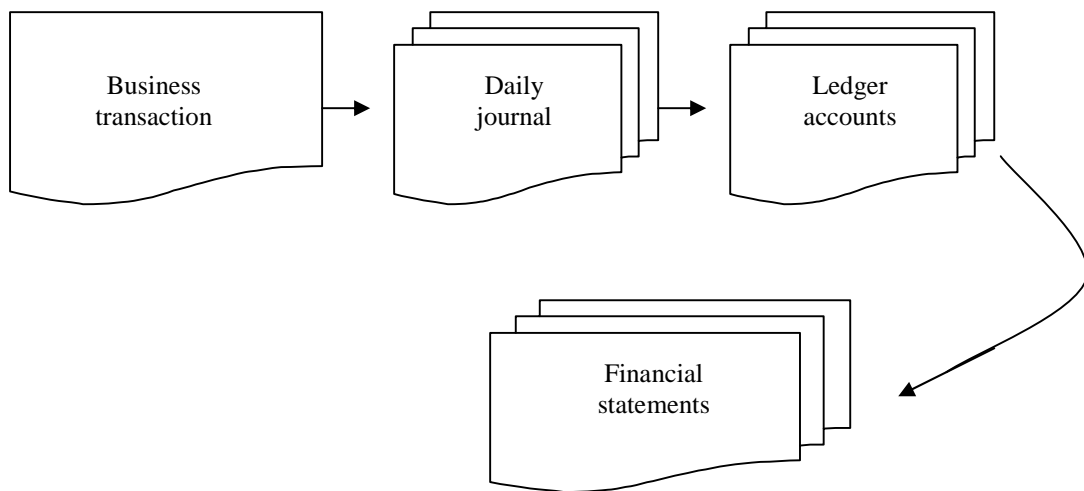 Business
transaction
Daily
journal
Ledger
accounts
Financial
statements